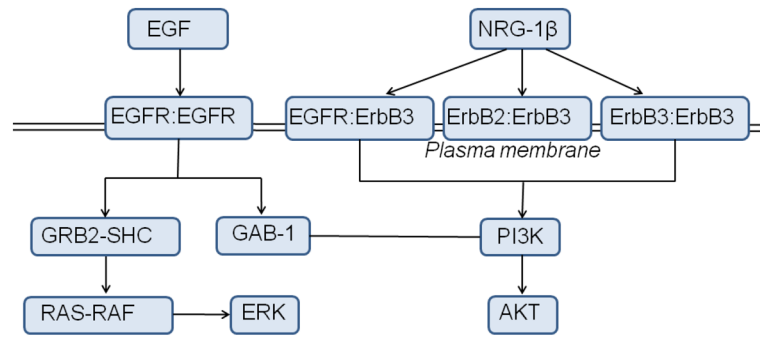 EGF
NRG-1β
EGFR:EGFR
EGFR:ErbB3
ErbB2:ErbB3
ErbB3:ErbB3
Plasma membrane
GRB2-SHC
GAB-1
PI3K
RAS-RAF
ERK
AKT